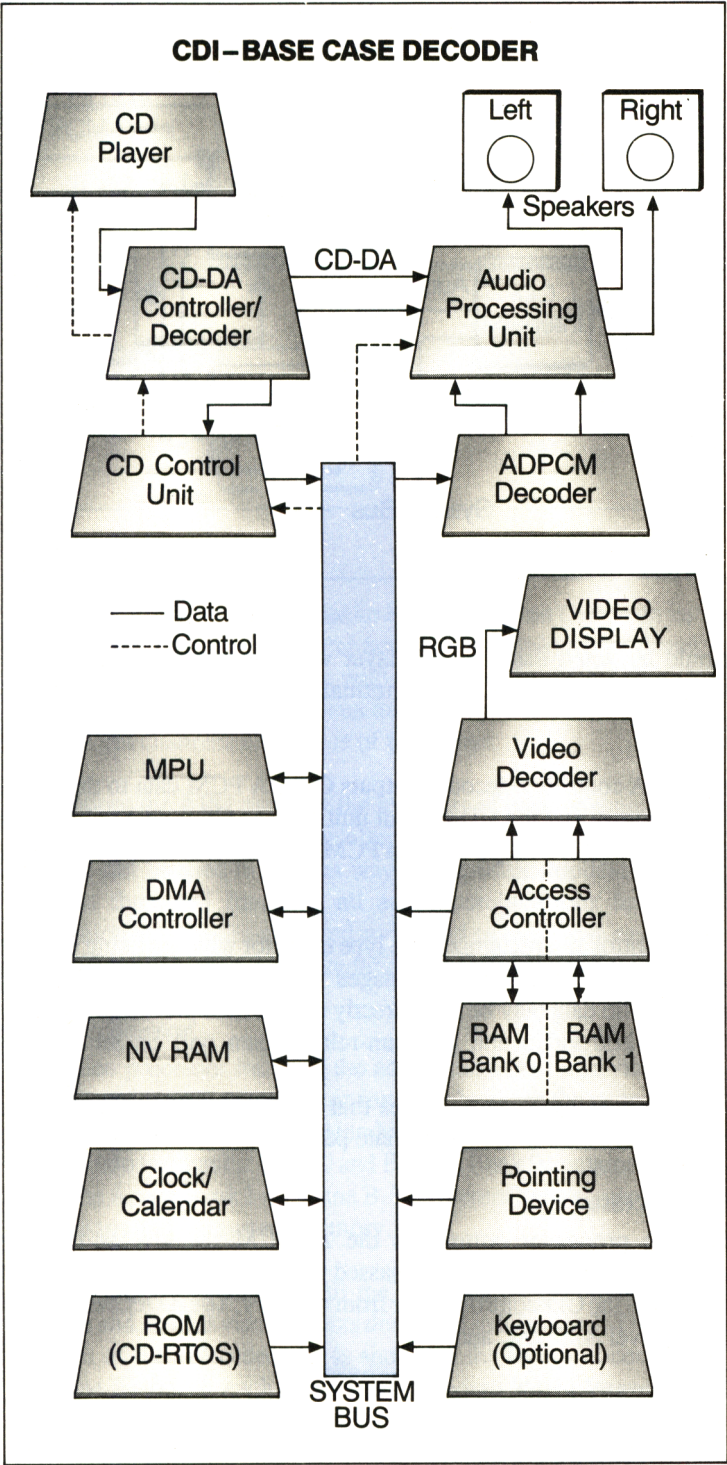 CDI–BASE CASE DECODER
CD
Player
Left
Right
Speakers
CD-DA
Controller/
Decoder
CD-DA
Audio
Processing
Unit
CD Control
Unit
ADPCM
Decoder
Data
Control
RGB
VIDEO
DISPLAY
MPU
Video
Decoder
DMA
Controller
Access
Controller
NV RAM
RAM
Bank 0
RAM
Bank 1
Clock/
Calendar
Pointing
Device
ROM
(CD-RTOS)
Keyboard
(Optional)
SYSTEM
BUS